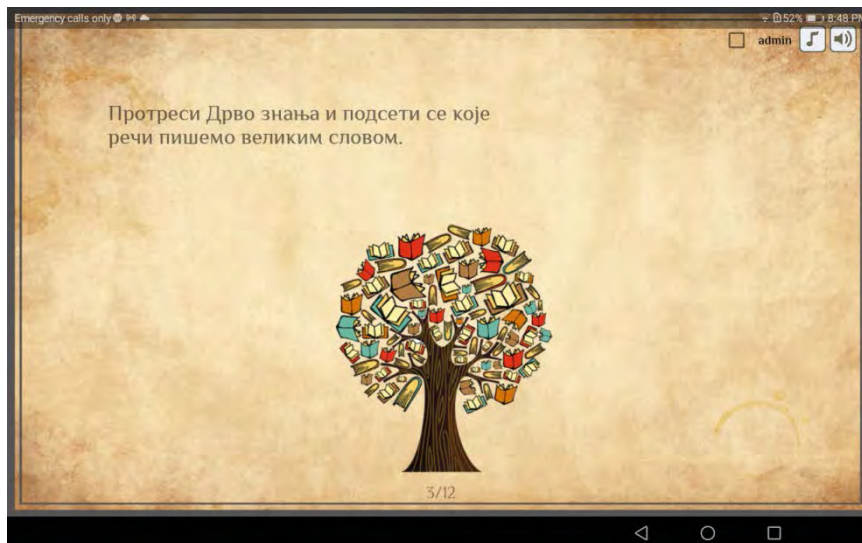 Emergency calls only
52% 8:48 PM
admin
Протреси Дрво знања и подсети се које
речи пишемо великим словом.
3/12